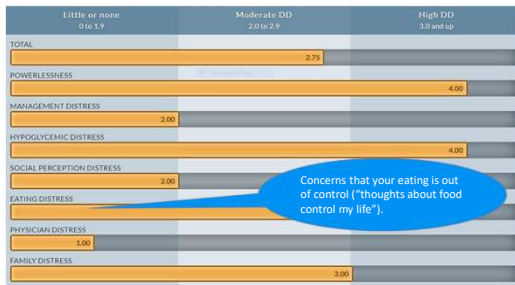 Little or none Moderate DD High DD
0 to 1.9 2.0 to 2.9 3.0 and up
TOTAL
2.75
POWERLESSNESS
4.00
MANAGEMENT DISTRESS
2.00
HYPOGLYCEMIC DISTRESS
4.00
SOCIAL PERCEPTION DISTRESS
2.00
Concerns that your eating is out
of control (“thoughts about food
control my life”).
EATING DISTRESS
PHYSICIAN DISTRESS
1.00
FAMILY DISTRESS
3.00